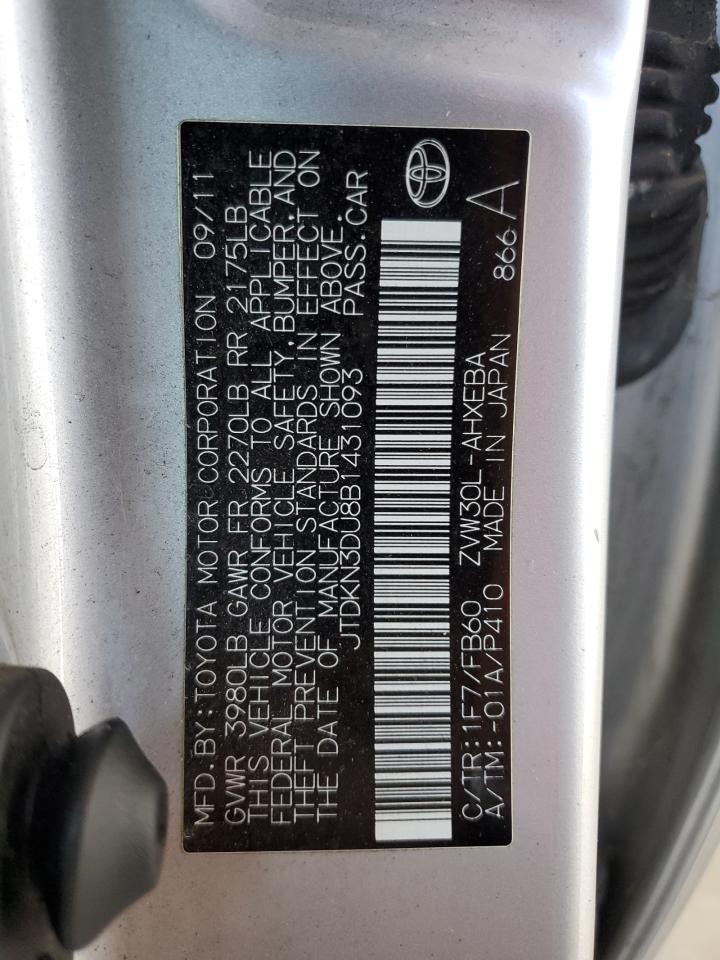 MFD. BY: TOYOTA MOTOR CORPORATION 09/11
GVWR 3980LB GAWR FR 2270LB RR 2175LB
THIS VEHICLE CONFORMS TO ALL APPLICABLE
FEDERAL MOTOR VEHICLE SAFETY, BUMPER, AND
THEFT PREVENTION STANDARDS IN EFFECT ON
THE DATE OF MANUFACTURE SHOWN ABOVE.
JTDKN3DU8B1431093 PASS. CAR
C/TR: 1F7/FB60 ZVW30L-AHXEBA
A/TM: -01A/P410 MADE IN JAPAN 866 A